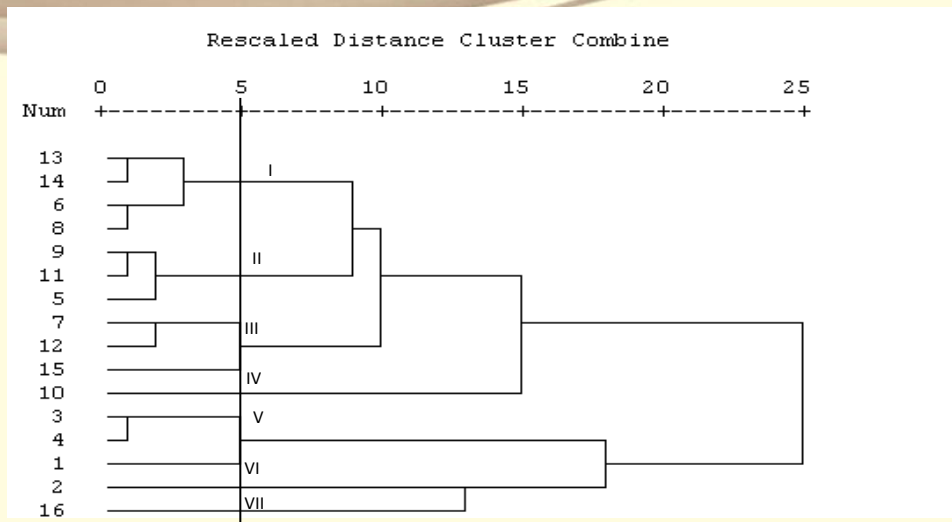 Rescaled Distance Cluster Combine
0 5 10 15 20 25
Num +---------+---------+---------+---------+---------+
13
14 I
6
8
9 II
11
5
7 III
12
15 IV
10
3 V
4
1 VI
2
16 VII